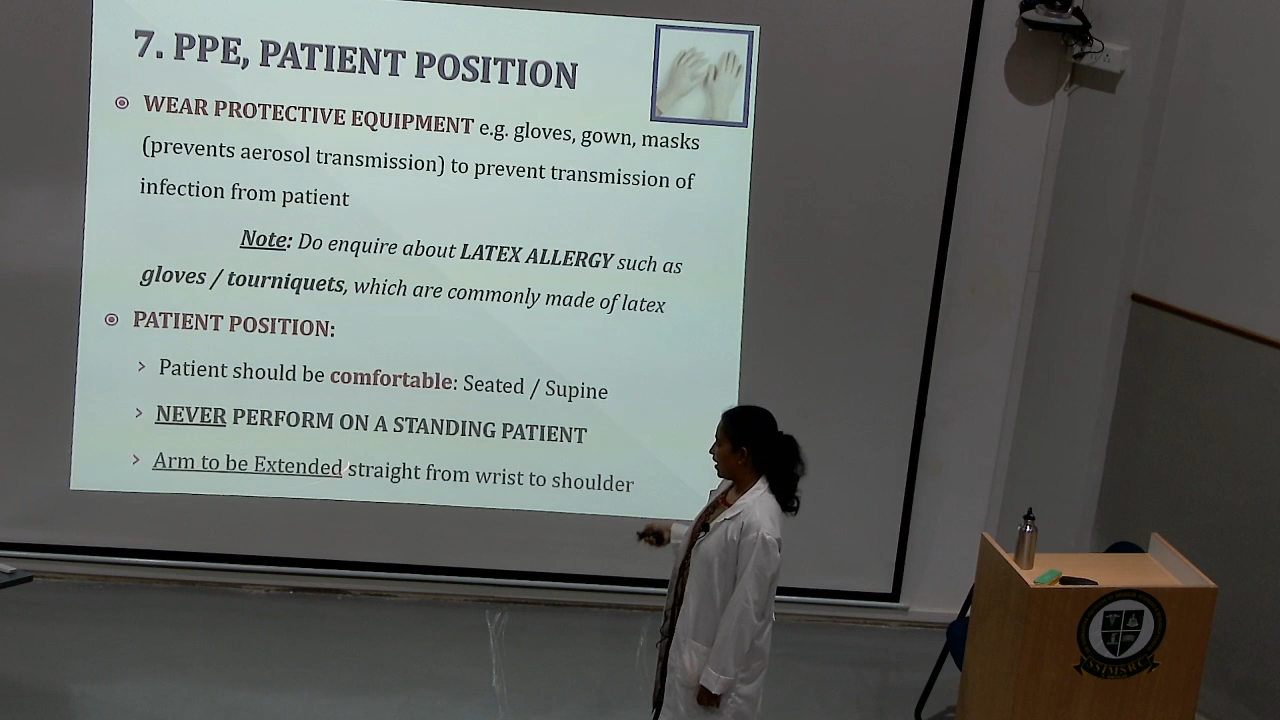 7. PPE, PATIENT POSITION
WEAR PROTECTIVE EQUIPMENT e.g. gloves, gown, masks
(prevents aerosol transmission) to prevent transmission of
infection from patient
Note: Do enquire about LATEX ALLERGY such as
gloves / tourniquets, which are commonly made of latex
PATIENT POSITION:
Patient should be comfortable: Seated / Supine
NEVER PERFORM ON A STANDING PATIENT
Arm to be Extended straight from wrist to shoulder
SSIMSRC